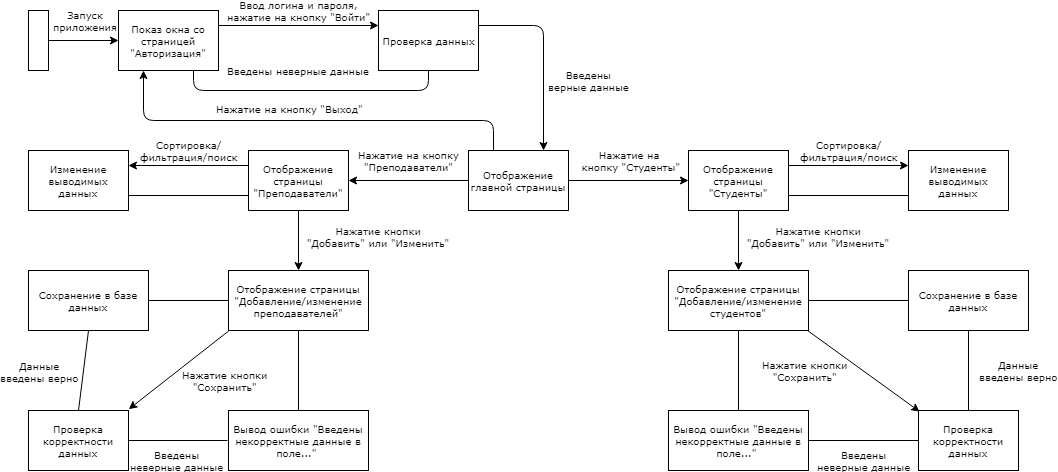 Запуск
приложения
Показ окна со
страницей
"Авторизация"
Ввод логина и пароля,
нажатие на кнопку "Войти"
Проверка данных
Введены неверные данные
Введены
верные данные
Нажатие на кнопку "Выход"
Изменение
выводимых
данных
Сортировка/
фильтрация/поиск
Отображение
страницы
"Преподаватели"
Нажатие на кнопку
"Преподаватели"
Отображение
главной страницы
Нажатие на
кнопку "Студенты"
Отображение
страницы
"Студенты"
Сортировка/
фильтрация/поиск
Изменение
выводимых
данных
Нажатие кнопки
"Добавить" или "Изменить"
Нажатие кнопки
"Добавить" или "Изменить"
Сохранение в базе
данных
Отображение страницы
"Добавление/изменение
преподавателей"
Отображение страницы
"Добавление/изменение
студентов"
Сохранение в базе
данных
Данные
введены верно
Нажатие кнопки
"Сохранить"
Нажатие кнопки
"Сохранить"
Данные
введены верно
Проверка
корректности
данных
Введены
неверные данные
Вывод ошибки "Введены
некорректные данные в
поле..."
Вывод ошибки "Введены
некорректные данные в
поле..."
Введены
неверные данные
Проверка
корректности
данных